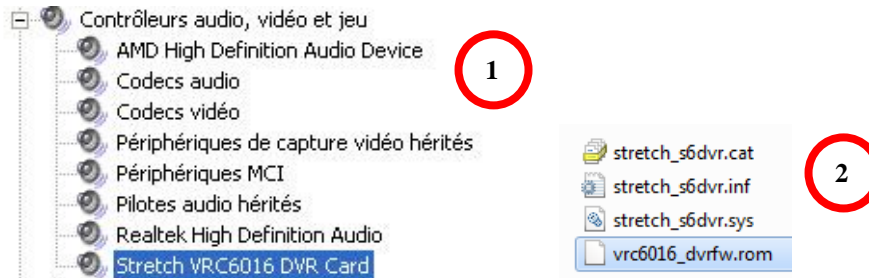 Contrôleurs audio, vidéo et jeu
AMD High Definition Audio Device
Codecs audio
Codecs vidéo
Périphériques de capture vidéo hérités
Périphériques MCI
Pilotes audio hérités
Realtek High Definition Audio
Stretch VRC6016 DVR Card
1
stretch_s6dvr.cat
stretch_s6dvr.inf
stretch_s6dvr.sys
vrc6016_dvrfw.rom
2